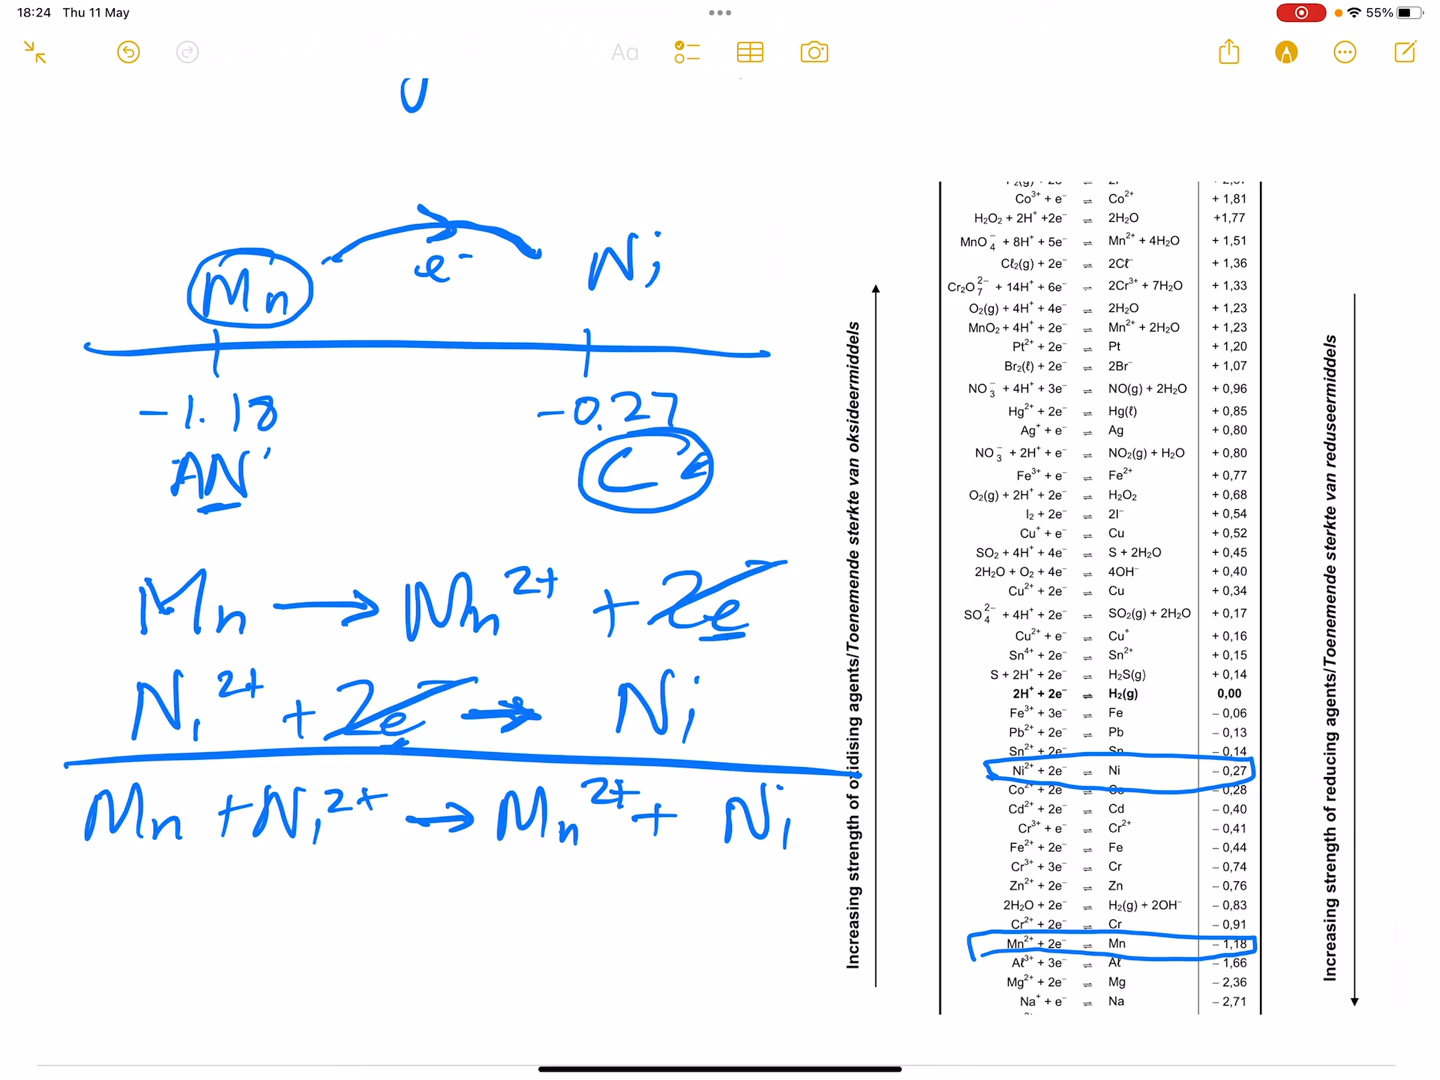 18:24 Thu 11 May
55%
Aa
Mn e⁻ Ni
-1.18 -0.27
AN
Mn → Mn²⁺ + 2e
Ni²⁺ + 2e → Ni
Mn + Ni²⁺ → Mn²⁺ + Ni
Increasing strength of oxidising agents/Toenemende sterkte van oksideermiddels
Co³⁺ + e⁻ ⇌ Co²⁺ + 1,81
H₂O₂ + 2H⁺ +2e⁻ ⇌ 2H₂O +1,77
MnO₄⁻ + 8H⁺ + 5e⁻ ⇌ Mn²⁺ + 4H₂O + 1,51
Cℓ₂(g) + 2e⁻ ⇌ 2Cℓ⁻ + 1,36
Cr₂O₇²⁻ + 14H⁺ + 6e⁻ ⇌ 2Cr³⁺ + 7H₂O + 1,33
O₂(g) + 4H⁺ + 4e⁻ ⇌ 2H₂O + 1,23
MnO₂ + 4H⁺ + 2e⁻ ⇌ Mn²⁺ + 2H₂O + 1,23
Pt²⁺ + 2e⁻ ⇌ Pt + 1,20
Br₂(ℓ) + 2e⁻ ⇌ 2Br⁻ + 1,07
NO₃⁻ + 4H⁺ + 3e⁻ ⇌ NO(g) + 2H₂O + 0,96
Hg²⁺ + 2e⁻ ⇌ Hg(ℓ) + 0,85
Ag⁺ + e⁻ ⇌ Ag + 0,80
NO₃⁻ + 2H⁺ + e⁻ ⇌ NO₂(g) + H₂O + 0,80
Fe³⁺ + e⁻ ⇌ Fe²⁺ + 0,77
O₂(g) + 2H⁺ + 2e⁻ ⇌ H₂O₂ + 0,68
I₂ + 2e⁻ ⇌ 2I⁻ + 0,54
Cu⁺ + e⁻ ⇌ Cu + 0,52
SO₂ + 4H⁺ + 4e⁻ ⇌ S + 2H₂O + 0,45
2H₂O + O₂ + 4e⁻ ⇌ 4OH⁻ + 0,40
Cu²⁺ + 2e⁻ ⇌ Cu + 0,34
SO₄²⁻ + 4H⁺ + 2e⁻ ⇌ SO₂(g) + 2H₂O + 0,17
Cu²⁺ + e⁻ ⇌ Cu⁺ + 0,16
Sn⁴⁺ + 2e⁻ ⇌ Sn²⁺ + 0,15
S + 2H⁺ + 2e⁻ ⇌ H₂S(g) + 0,14
2H⁺ + 2e⁻ ⇌ H₂(g) 0,00
Fe³⁺ + 3e⁻ ⇌ Fe – 0,06
Pb²⁺ + 2e⁻ ⇌ Pb – 0,13
Sn²⁺ + 2e⁻ ⇌ Sn – 0,14
Ni²⁺ + 2e⁻ ⇌ Ni – 0,27
Co²⁺ + 2e⁻ ⇌ Co – 0,28
Cd²⁺ + 2e⁻ ⇌ Cd – 0,40
Cr³⁺ + e⁻ ⇌ Cr²⁺ – 0,41
Fe²⁺ + 2e⁻ ⇌ Fe – 0,44
Cr³⁺ + 3e⁻ ⇌ Cr – 0,74
Zn²⁺ + 2e⁻ ⇌ Zn – 0,76
2H₂O + 2e⁻ ⇌ H₂(g) + 2OH⁻ – 0,83
Cr²⁺ + 2e⁻ ⇌ Cr – 0,91
Mn²⁺ + 2e⁻ ⇌ Mn – 1,18
Aℓ³⁺ + 3e⁻ ⇌ Aℓ – 1,66
Mg²⁺ + 2e⁻ ⇌ Mg – 2,36
Na⁺ + e⁻ ⇌ Na – 2,71
Increasing strength of reducing agents/Toenemende sterkte van reduseermiddels